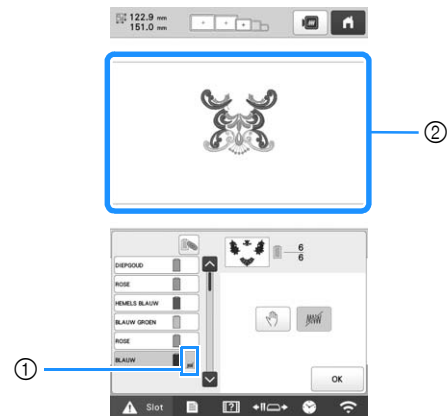 122.9 mm
151.0 mm
②
DIEPGOUD
6
6
ROSE
HEMELS BLAUW
BLAUW GROEN
ROSE
BLAUW
①
OK
Slot
[?]